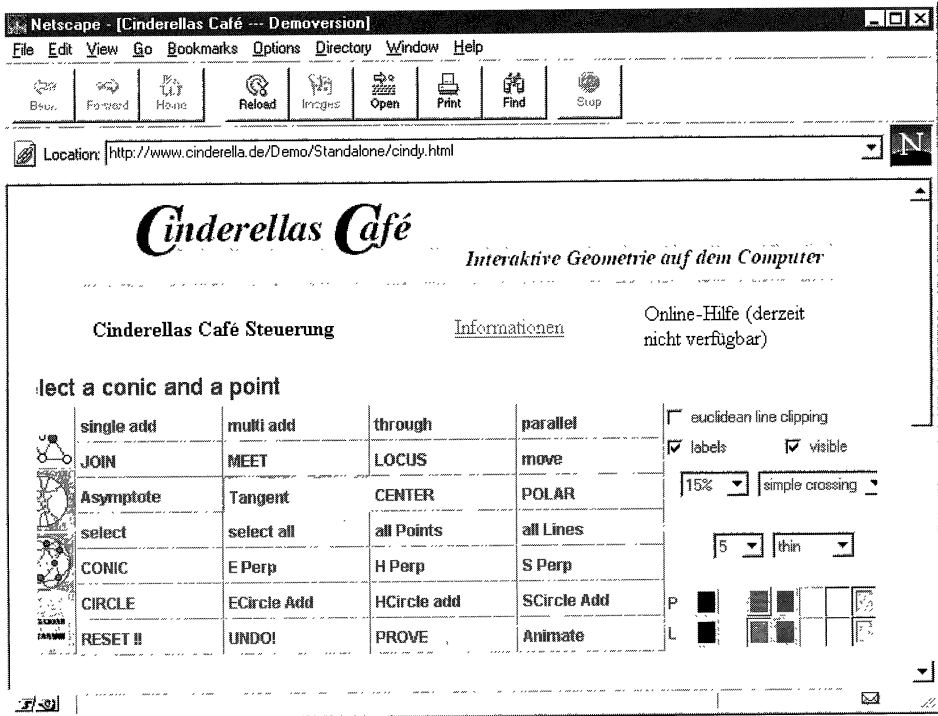 Netscape - [Cinderellas Café --- Demoversion]
File Edit View Go Bookmarks Options Directory Window Help
Forward Home Reload Images Open Print Find Stop
Location: http://www.cinderella.de/Demo/Standalone/cindy.html
N
Cinderellas Café
Interaktive Geometrie auf dem Computer
Cinderellas Café Steuerung Informationen Online-Hilfe (derzeit
nicht verfügbar)
lect a conic and a point
single add multi add through parallel euclidean line clipping
JOIN MEET LOCUS move labels visible
Asymptote Tangent CENTER POLAR 15% simple crossing
select select all all Points all Lines 5 thin
CONIC E Perp H Perp S Perp
CIRCLE ECircle Add HCircle add SCircle Add P
RESET !! UNDO! PROVE Animate L